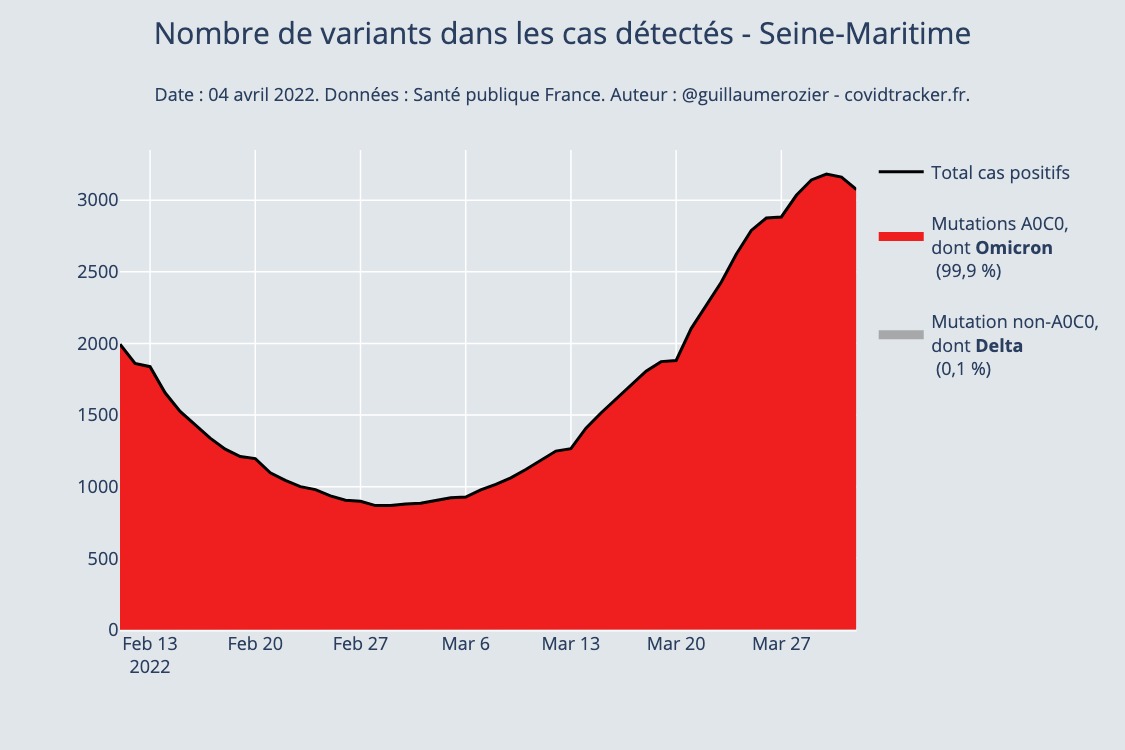 Nombre de variants dans les cas détectés - Seine-Maritime
Date : 04 avril 2022. Données : Santé publique France. Auteur : @guillaumerozier - covidtracker.fr.
Total cas positifs
Mutations A0C0,
dont Omicron
(99,9 %)
Mutation non-A0C0,
dont Delta
(0,1 %)
3000
2500
2000
1500
1000
500
0
Feb 13
2022
Feb 20
Feb 27
Mar 6
Mar 13
Mar 20
Mar 27